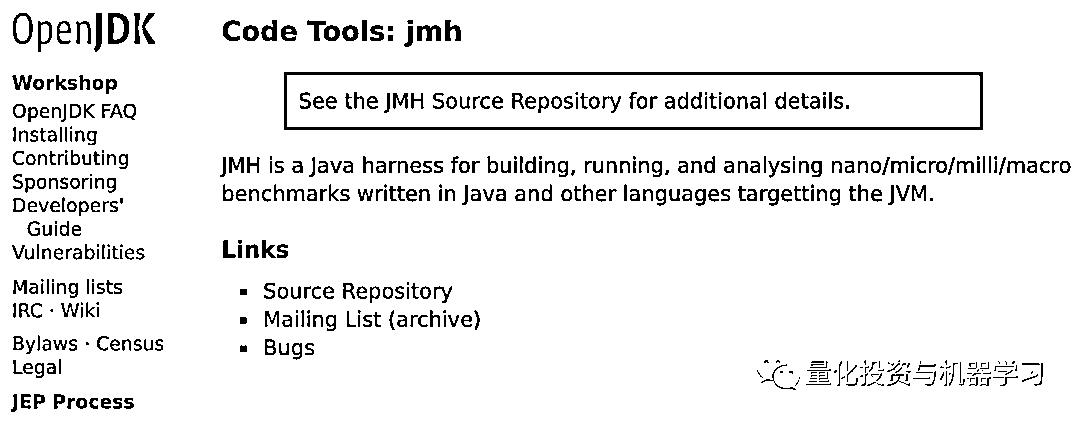 OpenJDK
Workshop
OpenJDK FAQ
Installing
Contributing
Sponsoring
Developers'
Guide
Vulnerabilities
Mailing lists
IRC · Wiki
Bylaws · Census
Legal
JEP Process
Code Tools: jmh
See the JMH Source Repository for additional details.
JMH is a Java harness for building, running, and analysing nano/micro/milli/macro
benchmarks written in Java and other languages targetting the JVM.
Links
Source Repository
Mailing List (archive)
Bugs
量化投资与机器学习